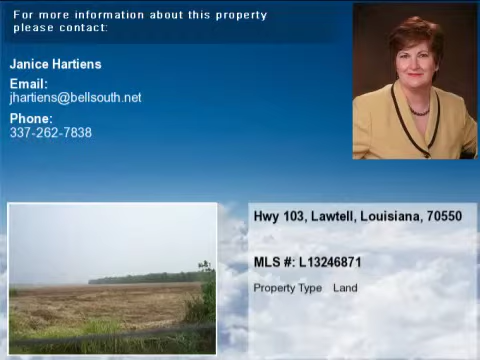 For more information about this property
please contact:
Janice Hartiens
Email:
jhartiens@bellsouth.net
Phone:
337-262-7838
Hwy 103, Lawtell, Louisiana, 70550
MLS #: L13246871
Property Type Land